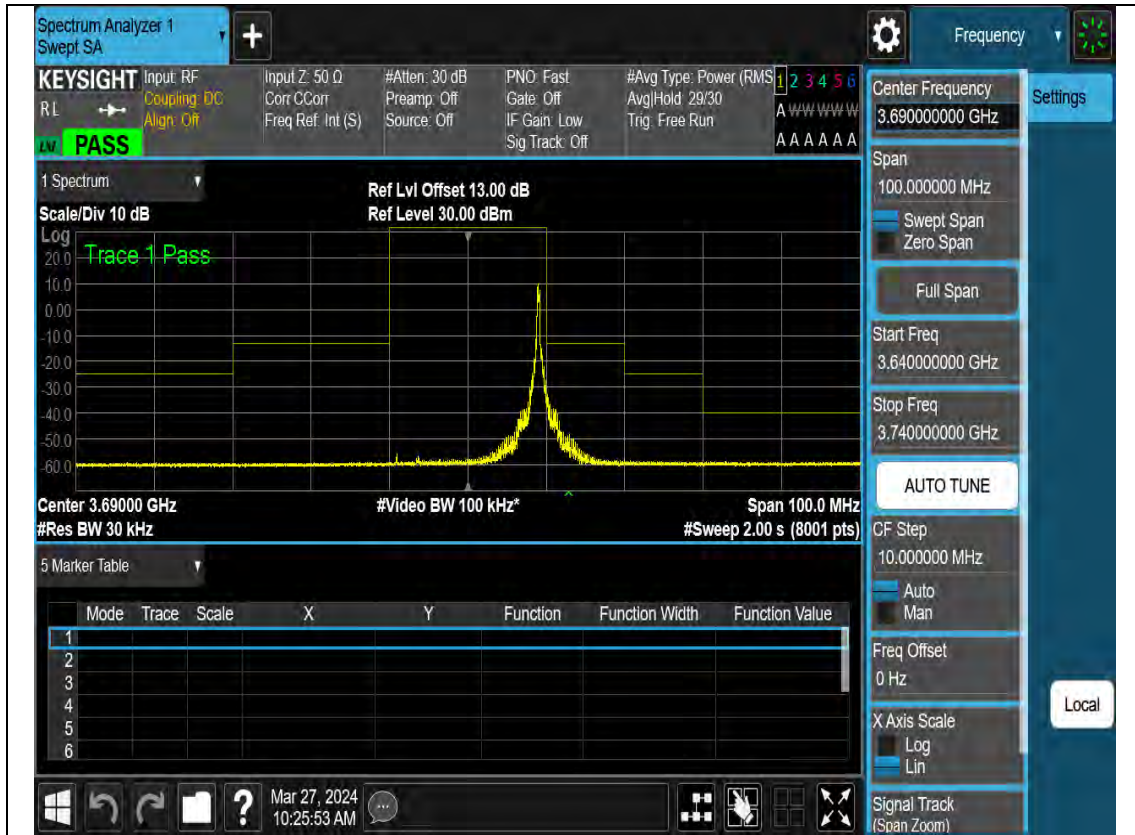 Spectrum Analyzer 1
Swept SA
+
Frequency
KEYSIGHT
RL
PASS
Input: RF
Coupling: DC
Align: Off
Input Z: 50 Ω
Corr CCorr
Freq Ref: Int (S)
#Atten: 30 dB
Preamp: Off
Source: Off
PNO: Fast
Gate: Off
IF Gain: Low
Sig Track: Off
#Avg Type: Power (RMS
Avg|Hold: 29/30
Trig: Free Run
1 2 3 4 5 6
A W W W W W
A A A A A A
1 Spectrum
Scale/Div 10 dB
Ref Lvl Offset 13.00 dB
Ref Level 30.00 dBm
Log
Trace 1 Pass
20.0
10.0
0.00
-10.0
-20.0
-30.0
-40.0
-50.0
-60.0
Center 3.69000 GHz
#Video BW 100 kHz*
Span 100.0 MHz
#Res BW 30 kHz
#Sweep 2.00 s (8001 pts)
5 Marker Table
Mode Trace Scale X Y Function Function Width Function Value
1
2
3
4
5
6
Mar 27, 2024
10:25:53 AM
?
Center Frequency
3.690000000 GHz
Settings
Span
100.000000 MHz
Swept Span
Zero Span
Full Span
Start Freq
3.640000000 GHz
Stop Freq
3.740000000 GHz
AUTO TUNE
CF Step
10.000000 MHz
Auto
Man
Freq Offset
0 Hz
Local
X Axis Scale
Log
Lin
Signal Track
(Span Zoom)